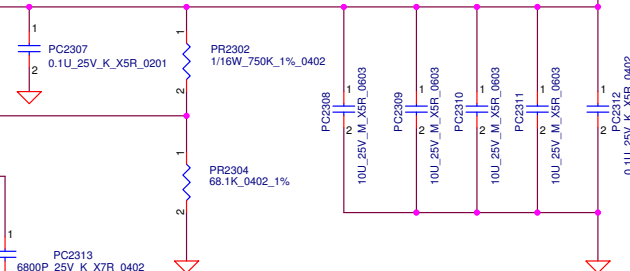 1
PC2307
0.1U_25V_K_X5R_0201
2
1
PR2302
1/16W_750K_1%_0402
2
1
PR2304
68.1K_0402_1%
2
1
PC2313
6800P_25V_K_X7R_0402
1
PC2308
2
10U_25V_M_X5R_0603
1
PC2309
2
10U_25V_M_X5R_0603
1
PC2310
2
10U_25V_M_X5R_0603
1
PC2311
2
10U_25V_M_X5R_0603
1
PC2312
2
0.1U_25V_K_X5R_0402